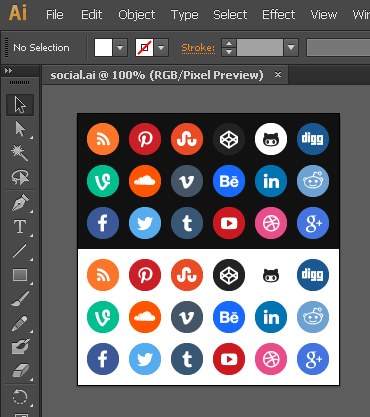 Ai File Edit Object Type Select Effect View Wind
No Selection Stroke:
social.ai @ 100% (RGB/Pixel Preview) ×
digg
Bē in
f t g+
digg
Bē in
f t g+